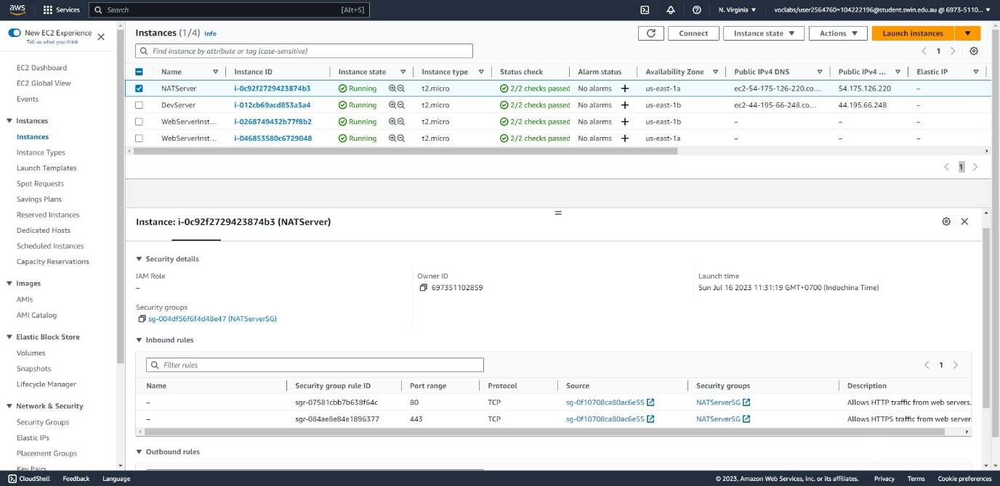 aws Services Search [Alt+S] N. Virginia voclabs/user2564760=104222196@student.swin.edu.au @ 6973-5110...
New EC2 Experience
Tell us what you think
EC2 Dashboard
EC2 Global View
Events
Instances
Instances
Instance Types
Launch Templates
Spot Requests
Savings Plans
Reserved Instances
Dedicated Hosts
Scheduled Instances
Capacity Reservations
Images
AMIs
AMI Catalog
Elastic Block Store
Volumes
Snapshots
Lifecycle Manager
Network & Security
Security Groups
Elastic IPs
Placement Groups
Key Pairs
Instances (1/4) Info Connect Instance state Actions Launch instances
Find instance by attribute or tag (case-sensitive) 1
Name Instance ID Instance state Instance type Status check Alarm status Availability Zone Public IPv4 DNS Public IPv4 ... Elastic IP
NATServer i-0c92f2729423874b3 Running t2.micro 2/2 checks passed No alarms us-east-1a ec2-54-175-126-220.co... 54.175.126.220 –
DevServer i-012cb69acd853a3a4 Running t2.micro 2/2 checks passed No alarms us-east-1b ec2-44-195-66-248.co... 44.195.66.248 –
WebServerInst... i-0268749432b77f8b2 Running t2.micro 2/2 checks passed No alarms us-east-1b – – –
WebServerInst... i-046853580c6729048 Running t2.micro 2/2 checks passed No alarms us-east-1a – – –
1
Instance: i-0c92f2729423874b3 (NATServer)
Security details
IAM Role Owner ID Launch time
– 697351102859 Sun Jul 16 2023 11:31:19 GMT+0700 (Indochina Time)
Security groups
sg-004df56f6f4d48e47 (NATServerSG)
Inbound rules
Filter rules 1
Name Security group rule ID Port range Protocol Source Security groups Description
– sgr-07581cbb7b638f64c 80 TCP sg-0f10708ca80ac6e55 NATServerSG Allows HTTP traffic from web servers.
– sgr-084ae8e84e1896377 443 TCP sg-0f10708ca80ac6e55 NATServerSG Allows HTTPS traffic from web server
Outbound rules
CloudShell Feedback Language © 2023, Amazon Web Services, Inc. or its affiliates. Privacy Terms Cookie preferences